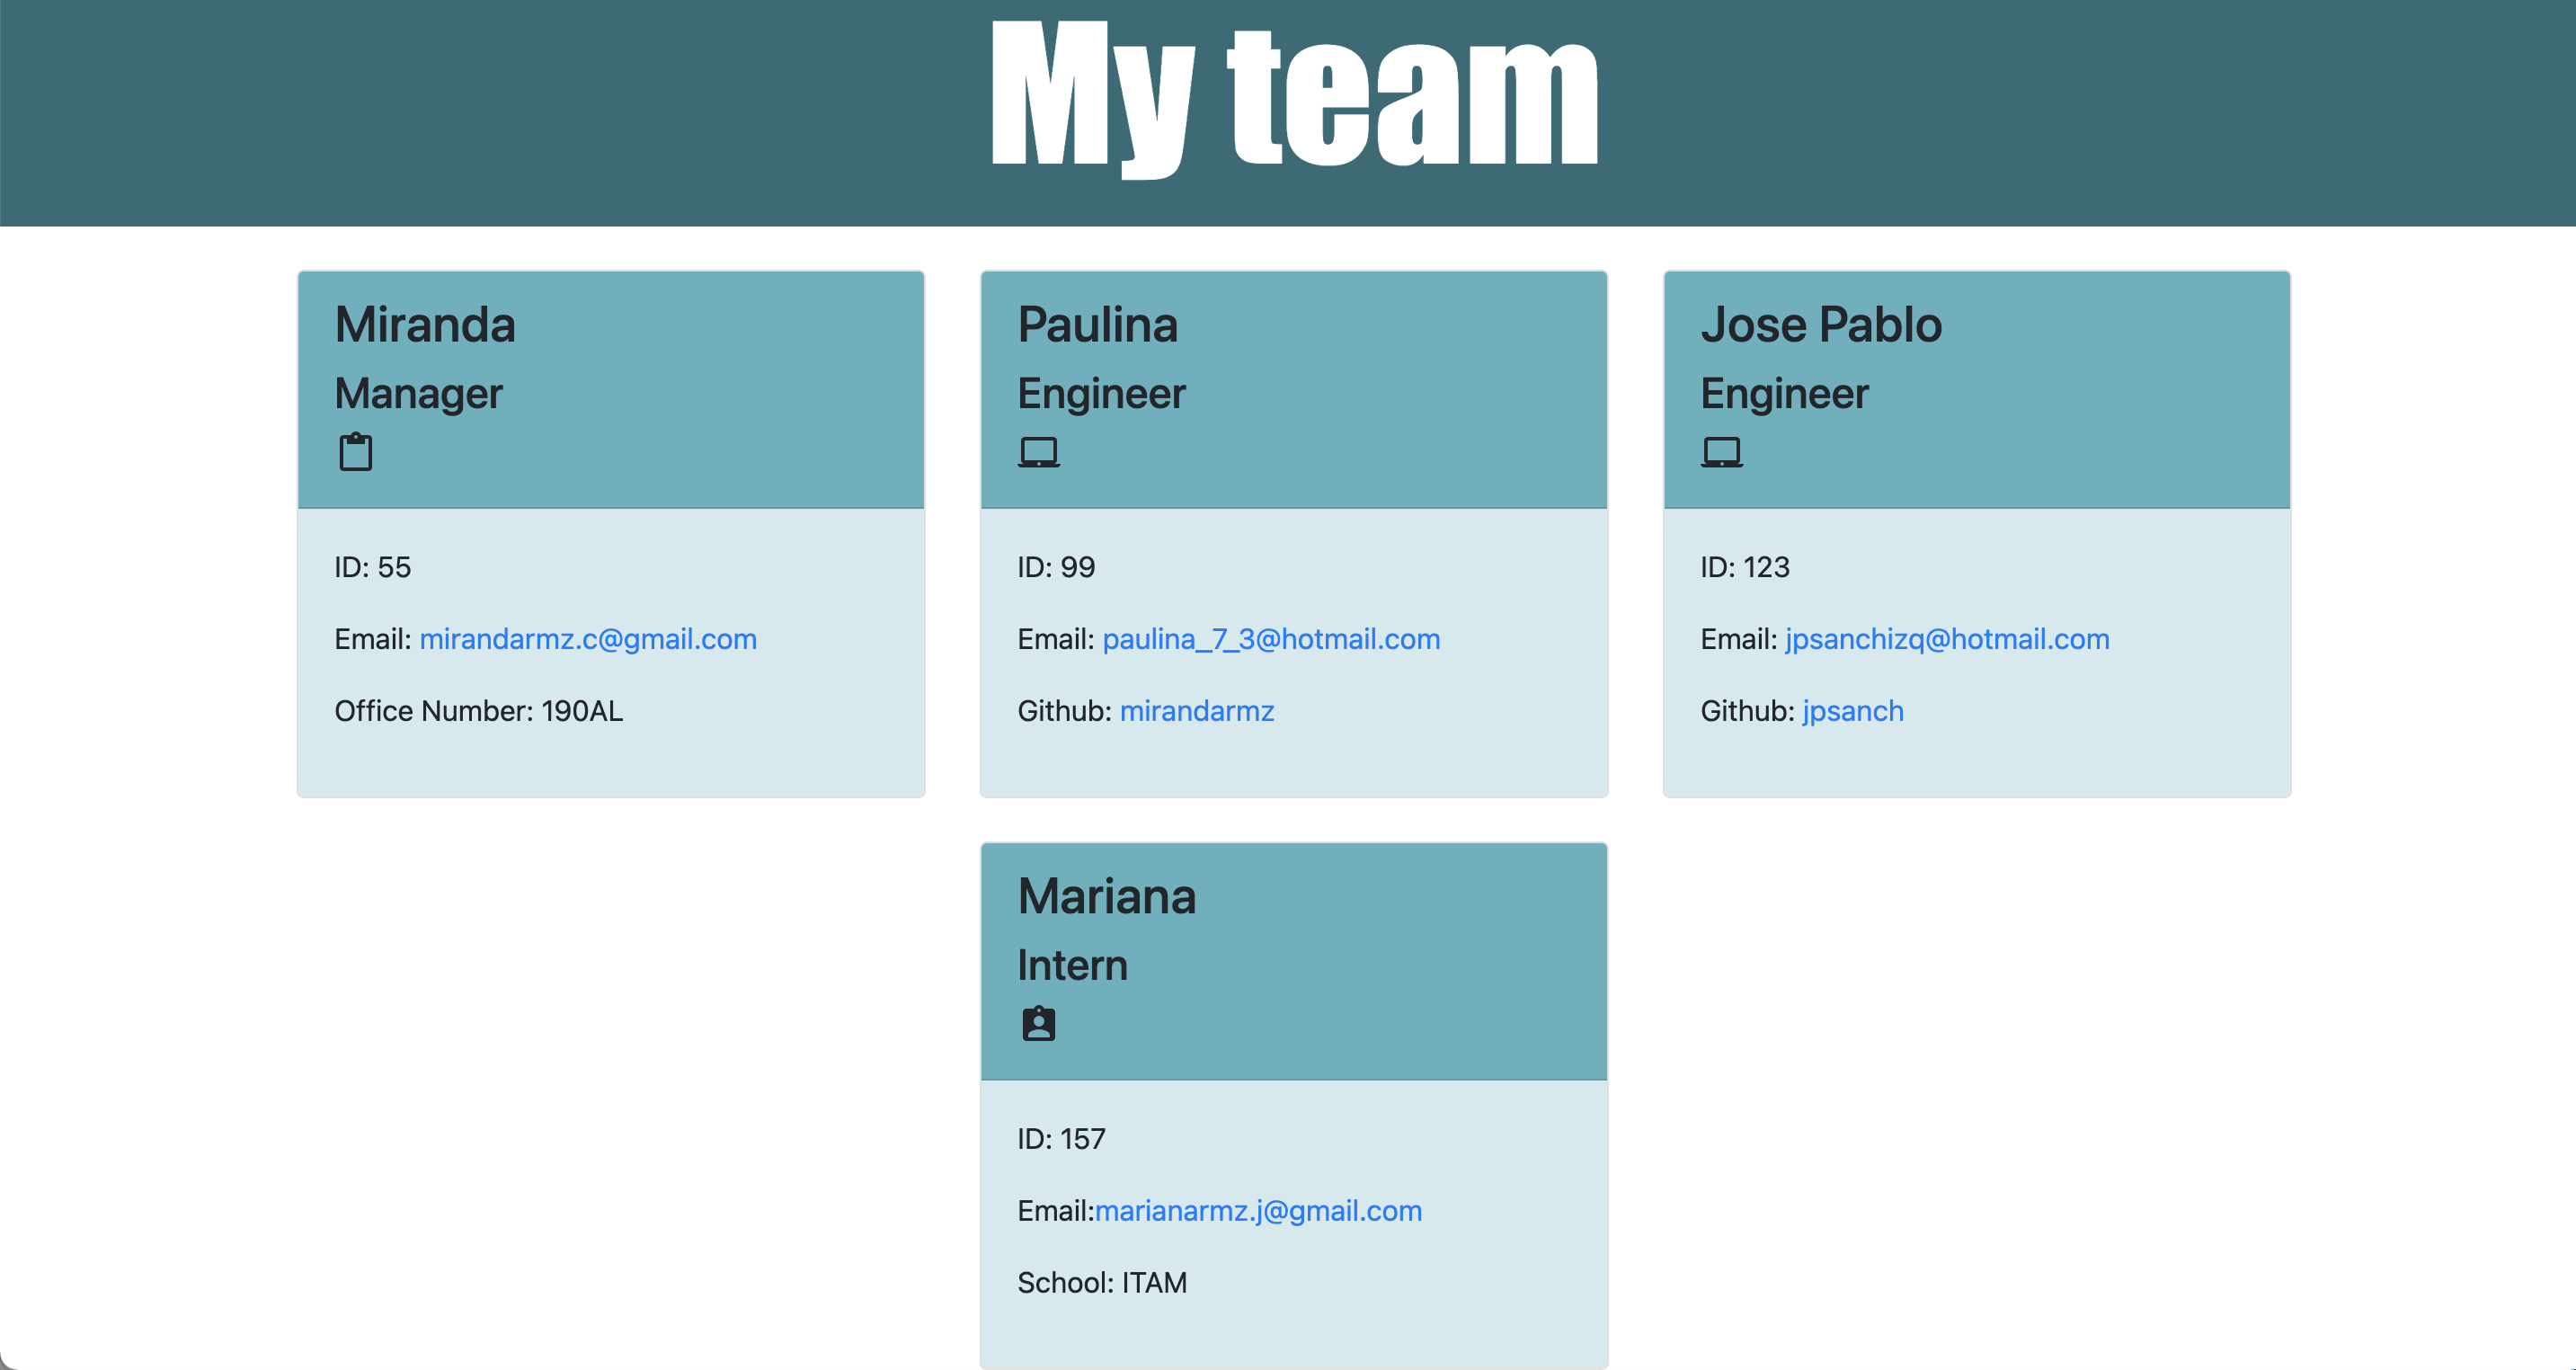 My team
Miranda
Manager
ID: 55
Email: mirandarmz.c@gmail.com
Office Number: 190AL
Paulina
Engineer
ID: 99
Email: paulina_7_3@hotmail.com
Github: mirandarmz
Jose Pablo
Engineer
ID: 123
Email: jpsanchizq@hotmail.com
Github: jpsanch
Mariana
Intern
ID: 157
Email:marianarmz.j@gmail.com
School: ITAM